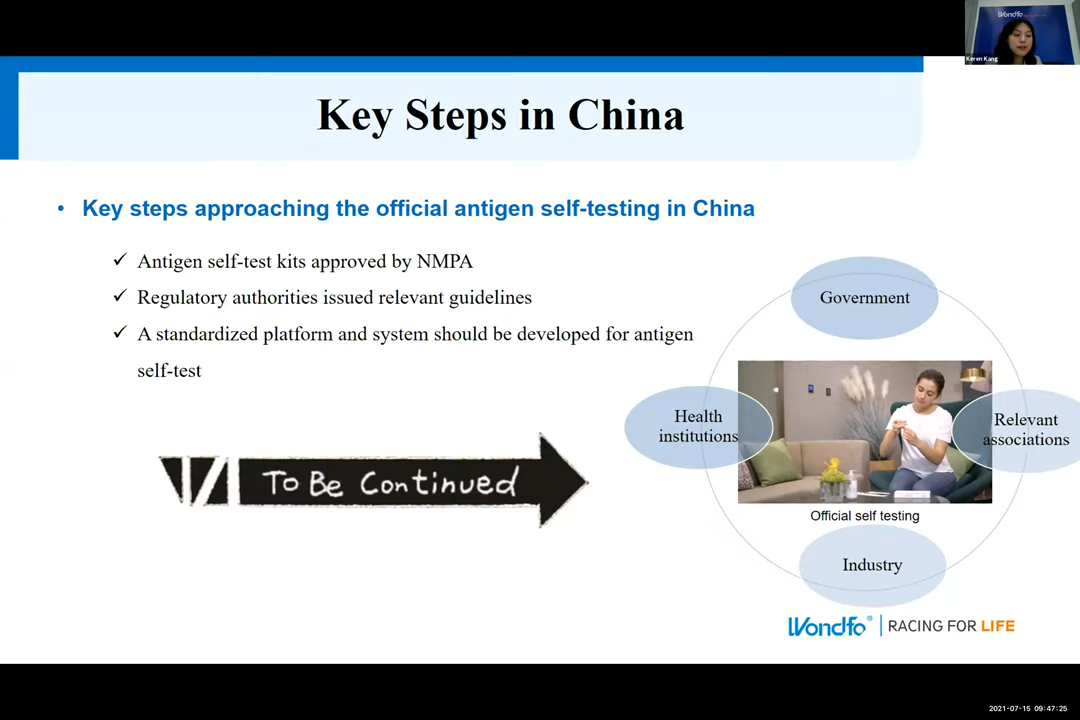 Wondfo
Keren Kang
Key Steps in China
• Key steps approaching the official antigen self-testing in China
✓ Antigen self-test kits approved by NMPA
✓ Regulatory authorities issued relevant guidelines
✓ A standardized platform and system should be developed for antigen
self-test
To Be Continued
Government
Health
institutions
Relevant
associations
Official self testing
Industry
Wondfo® | RACING FOR LIFE
2021-07-15 09:47:25